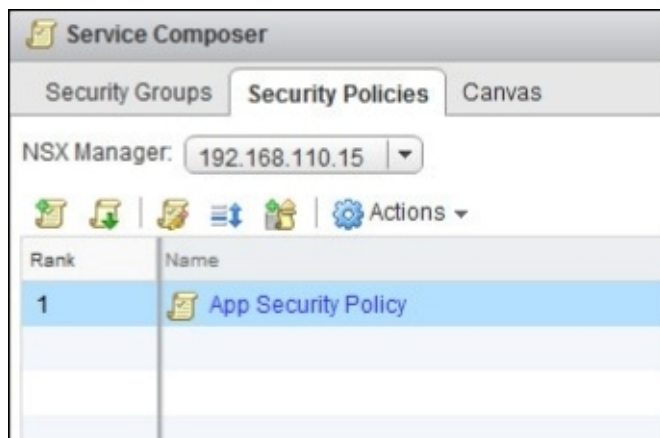 Service Composer
Security Groups Security Policies Canvas
NSX Manager: 192.168.110.15
Actions
Rank Name
1 App Security Policy